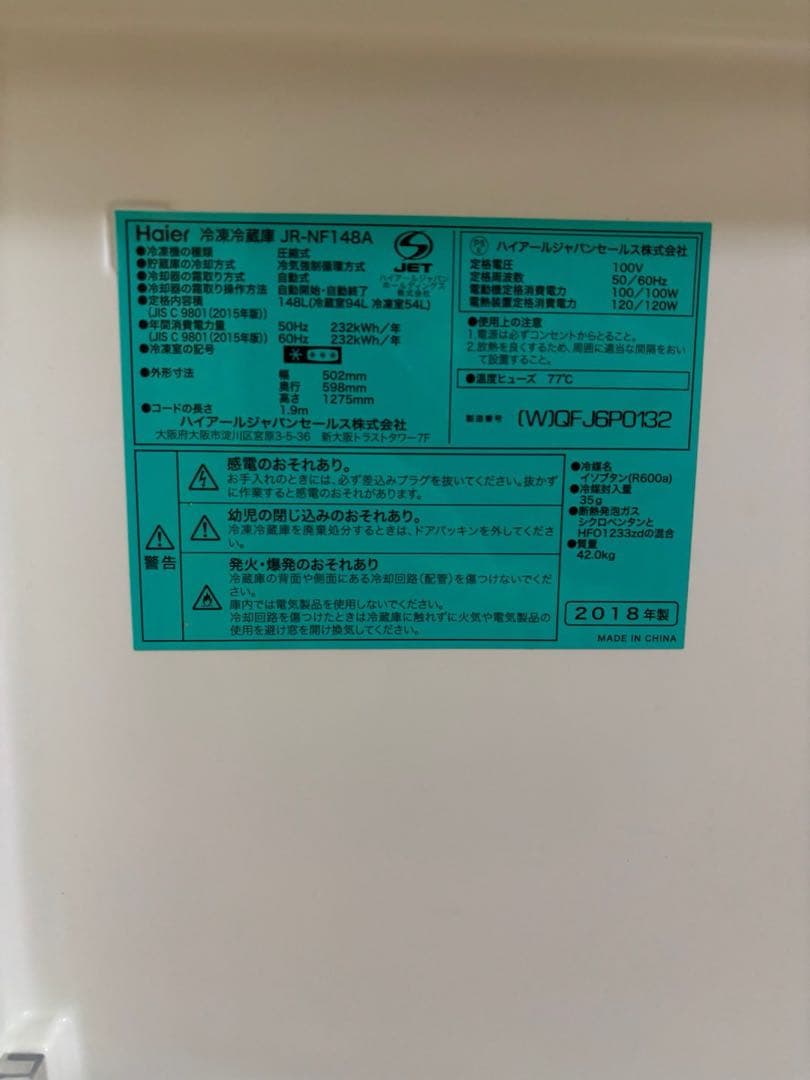 Haier 冷凍冷蔵庫 JR-NF148A
●冷凍機の種類 圧縮式
●貯蔵庫の冷却方式 冷気強制循環方式
●冷却器の霜取り方式 自動式
●冷却器の霜取り操作方法 自動開始・自動終了
●定格内容積 148L(冷蔵室94L 冷凍室54L)
(JIS C 9801(2015年版))
●年間消費電力量 50Hz 232kWh/年
(JIS C 9801(2015年版)) 60Hz 232kWh/年
●冷凍室の記号
●外形寸法 幅 502mm
奥行 598mm
高さ 1275mm
●コードの長さ 1.9m
ハイアールジャパンセールス株式会社
大阪府大阪市淀川区宮原3-5-36 新大阪トラストタワー7F
JET
ハイアールジャパン
ホールディングス
株式会社
PS
E
ハイアールジャパンセールス株式会社
定格電圧 100V
定格周波数 50/60Hz
電動機定格消費電力 100/100W
電熱装置定格消費電力 120/120W
●使用上の注意
1.電源は必ずコンセントからとること。
2.放熱を良くするため、周囲に適当な間隔をおい
て設置すること。
●温度ヒューズ 77℃
製造番号 (W)QFJ6P0132
警告
感電のおそれあり。
お手入れのときには、必ず差込みプラグを抜いてください。抜かず
に作業すると感電のおそれがあります。
幼児の閉じ込みのおそれあり。
冷凍冷蔵庫を廃棄処分するときは、ドアパッキンを外してくださ
い。
発火・爆発のおそれあり
冷蔵庫の背面や側面にある冷却回路(配管)を傷つけないでくだ
さい。
庫内では電気製品を使用しないでください。
冷却回路を傷つけたときは冷蔵庫に触れずに火気や電気製品の
使用を避け窓を開け換気してください。
●冷媒名
イソブタン(R600a)
●冷媒封入量
35g
●断熱発泡ガス
シクロペンタンと
HFO1233zdの混合
●質量
42.0kg
2018年製
MADE IN CHINA